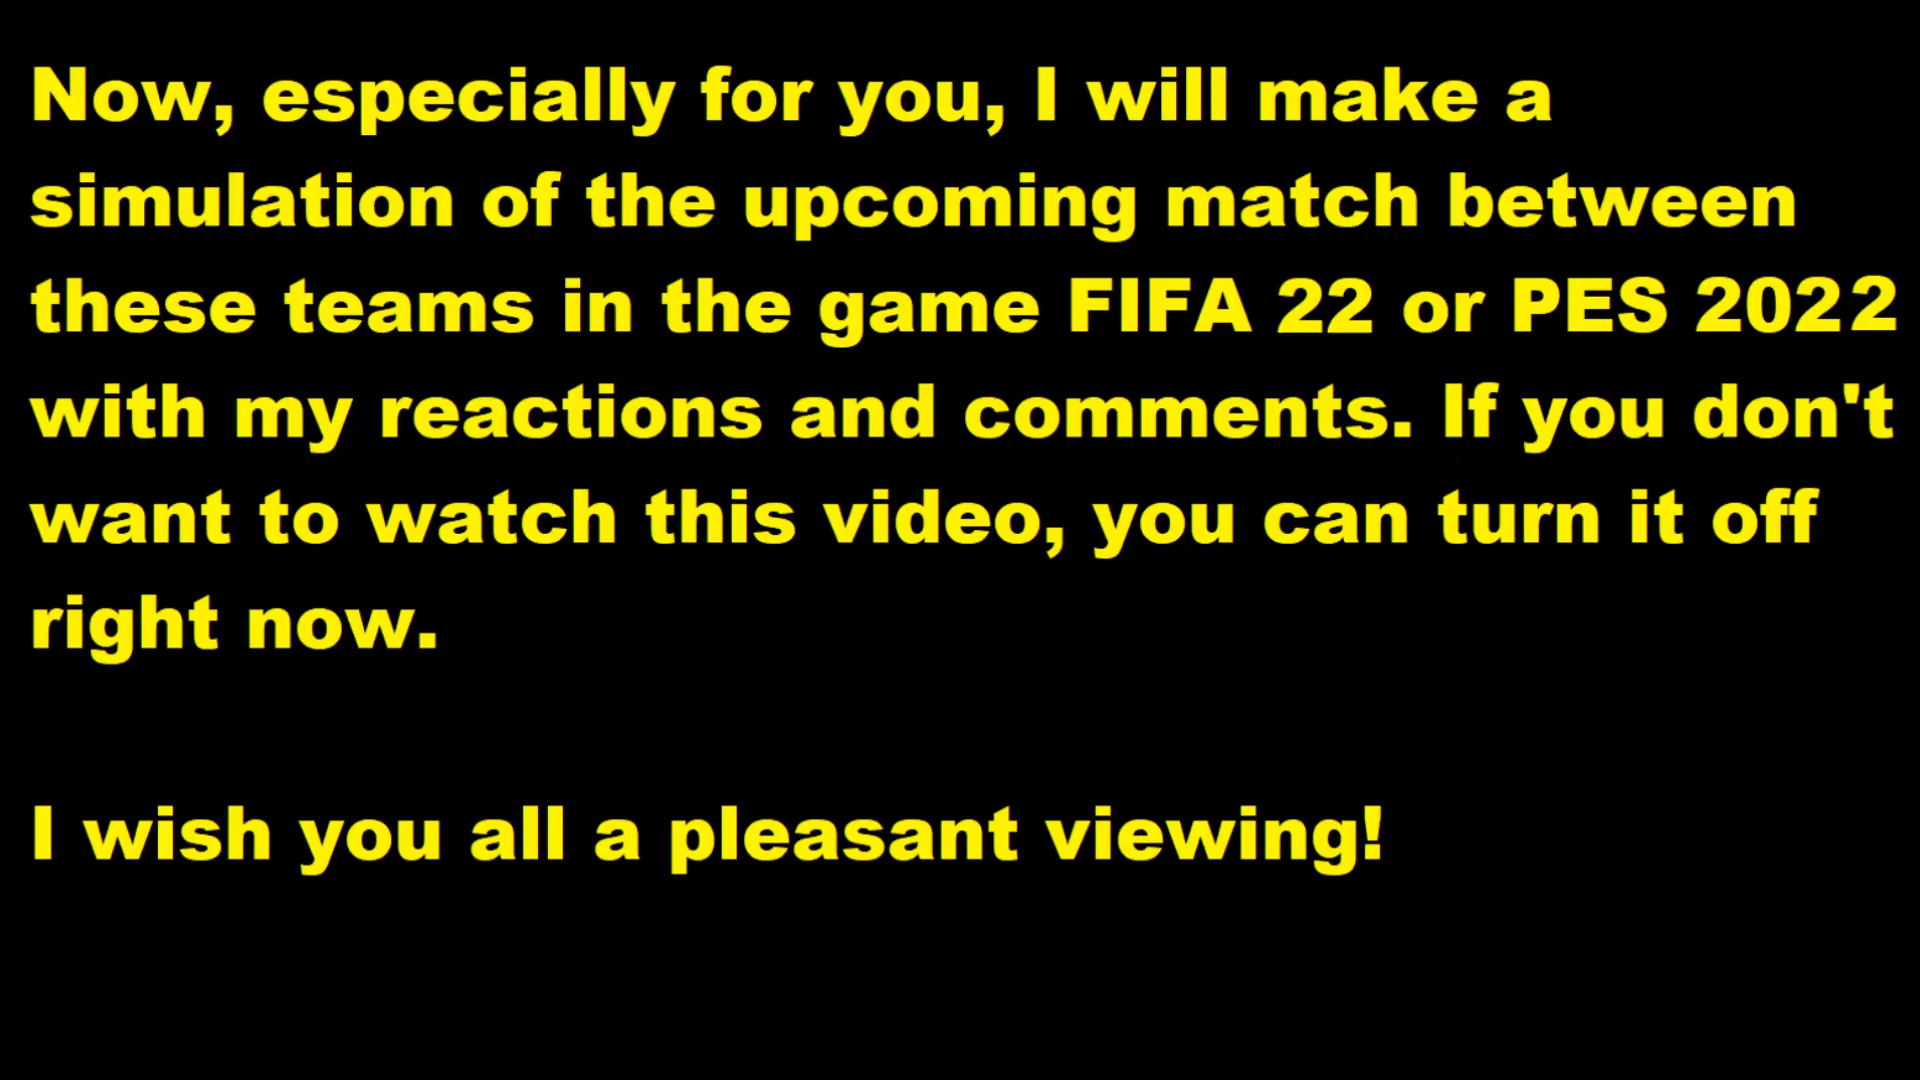 Now, especially for you, I will make a
simulation of the upcoming match between
these teams in the game FIFA 22 or PES 2022
with my reactions and comments. If you don't
want to watch this video, you can turn it off
right now.
I wish you all a pleasant viewing!